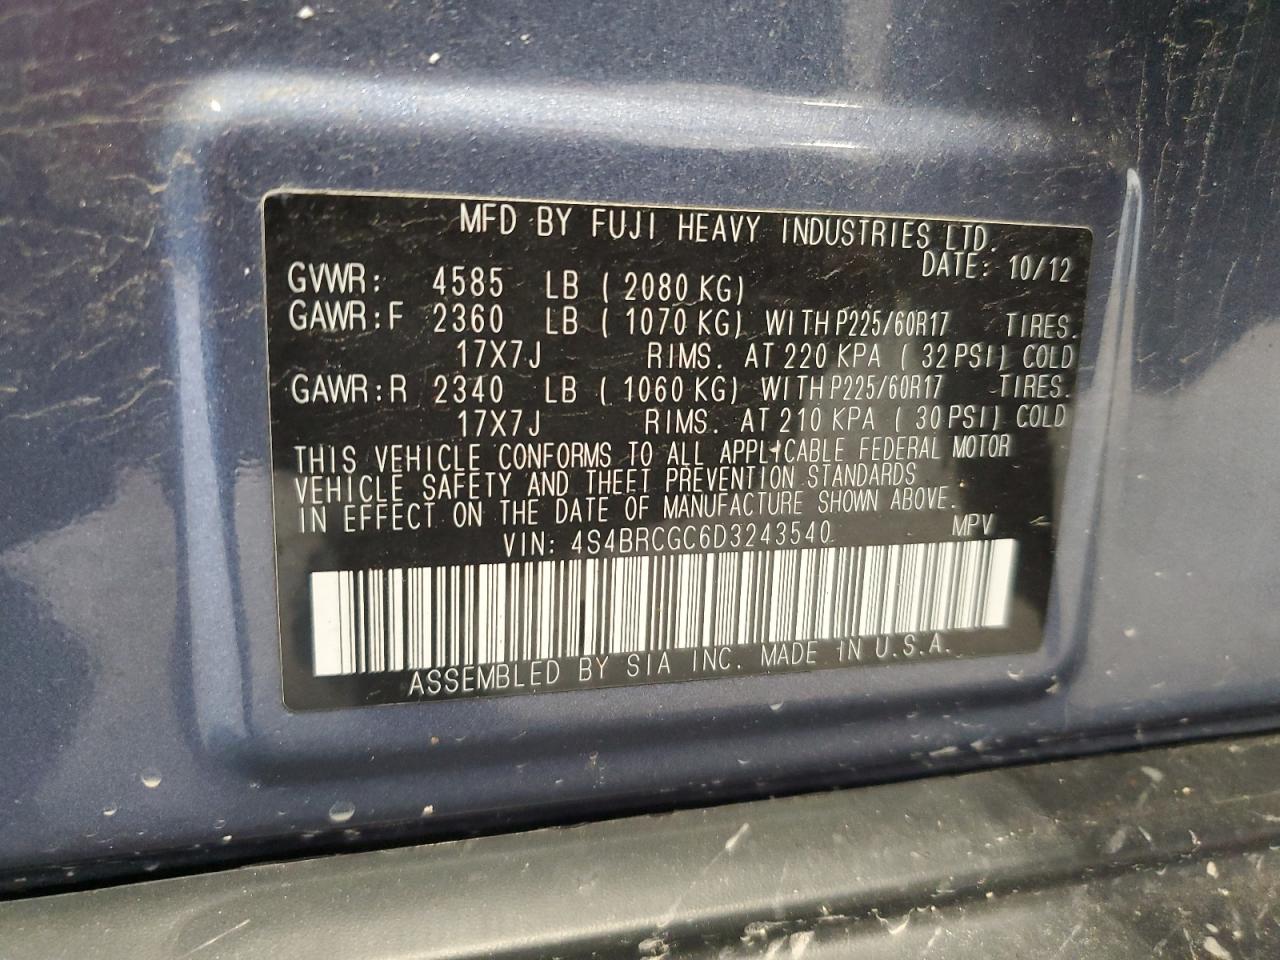 MFD BY FUJI HEAVY INDUSTRIES LTD.
DATE: 10/12
GVWR: 4585 LB ( 2080 KG)
GAWR:F 2360 LB ( 1070 KG) WITH P225/60R17 TIRES.
17X7J RIMS. AT 220 KPA ( 32 PSI) COLD
GAWR:R 2340 LB ( 1060 KG) WITH P225/60R17 TIRES.
17X7J RIMS. AT 210 KPA ( 30 PSI) COLD
THIS VEHICLE CONFORMS TO ALL APPLICABLE FEDERAL MOTOR
VEHICLE SAFETY AND THEFT PREVENTION STANDARDS
IN EFFECT ON THE DATE OF MANUFACTURE SHOWN ABOVE.
VIN: 4S4BRCGC6D3243540 MPV
ASSEMBLED BY SIA INC. MADE IN U.S.A.